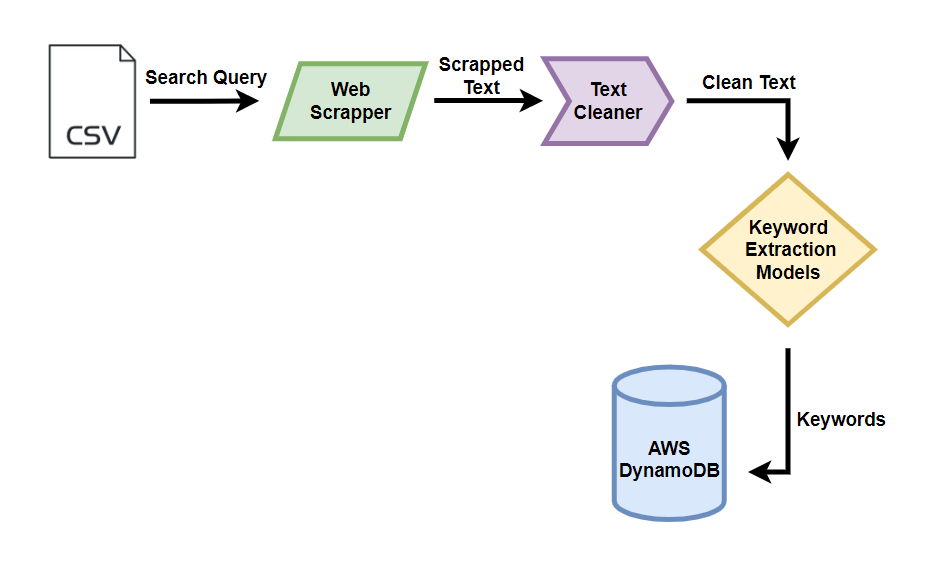 CSV
Search Query
Web
Scrapper
Scrapped
Text
Text
Cleaner
Clean Text
Keyword
Extraction
Models
Keywords
AWS
DynamoDB